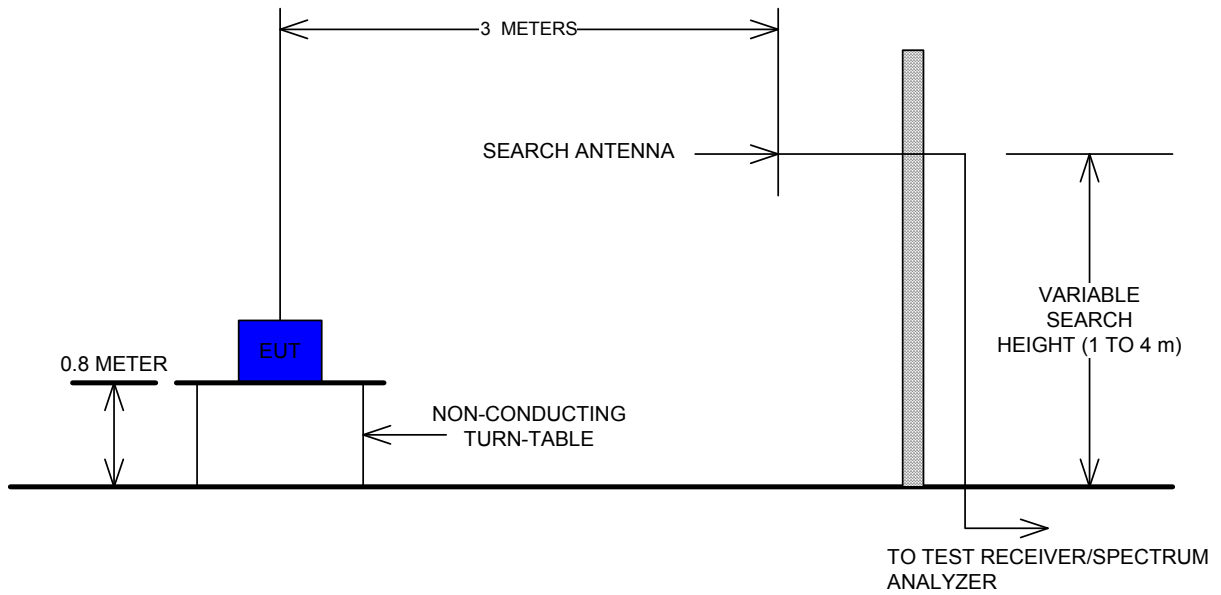 3 METERS
SEARCH ANTENNA
VARIABLE
SEARCH
HEIGHT (1 TO 4 m)
EUT
0.8 METER
NON-CONDUCTING
TURN-TABLE
TO TEST RECEIVER/SPECTRUM
ANALYZER